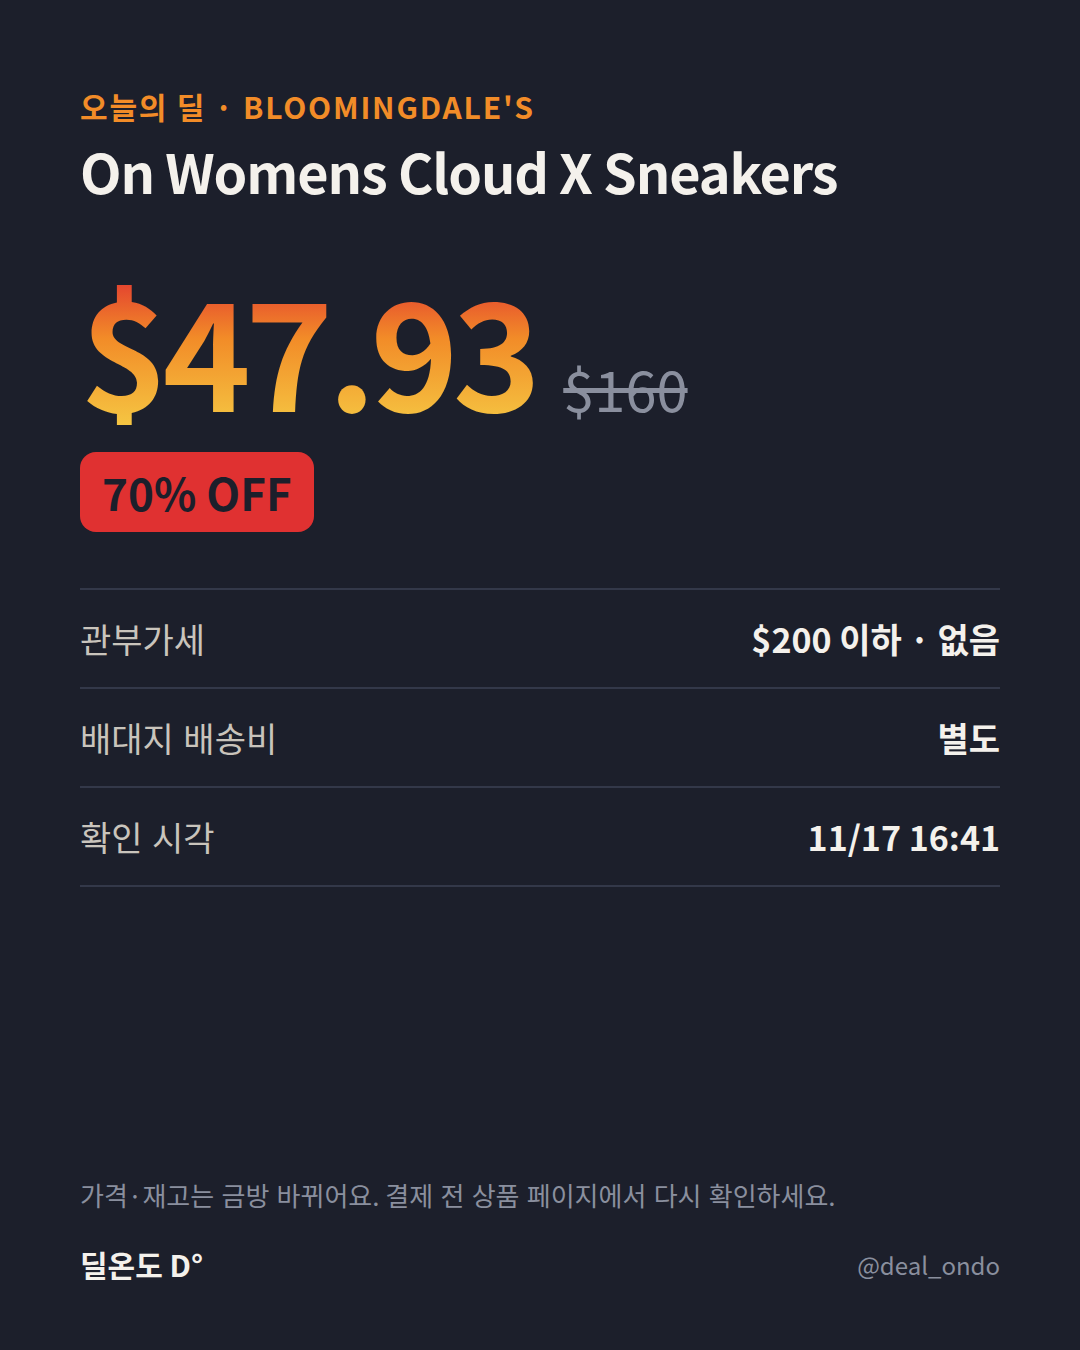 오늘의 딜 · BLOOMINGDALE'S
On Womens Cloud X Sneakers
$47.93 $160
70% OFF
관부가세 $200 이하 · 없음
배대지 배송비 별도
확인 시각 11/17 16:41
가격·재고는 금방 바뀌어요. 결제 전 상품 페이지에서 다시 확인하세요.
딜온도 D° @deal_ondo